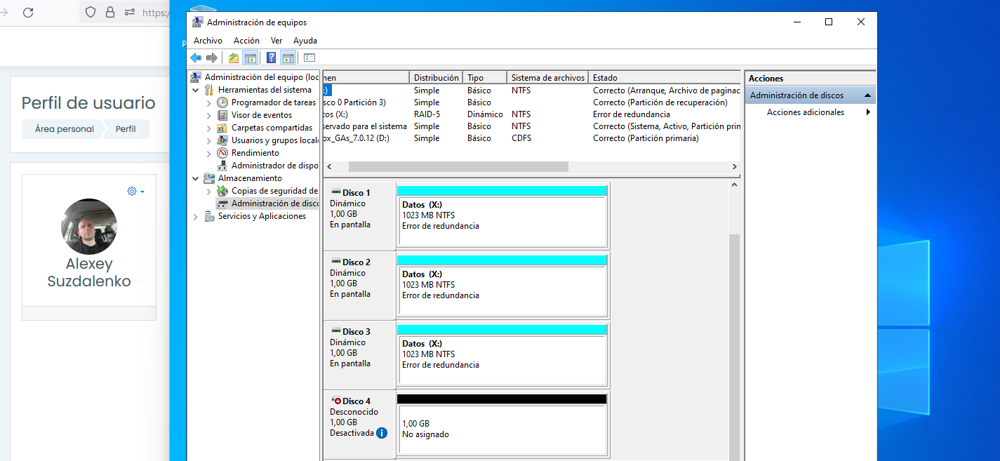 https:/
Perfil de usuario
Área personal
Perfil
Alexey
Suzdalenko
Administración de equipos
Archivo Acción Ver Ayuda
Administración del equipo (loc
Herramientas del sistema
Programador de tareas
Visor de eventos
Carpetas compartidas
Usuarios y grupos local
Rendimiento
Administrador de dispo
Almacenamiento
Copias de seguridad de
Administración de disco
Servicios y Aplicaciones
men Distribución Tipo Sistema de archivos Estado
:) Simple Básico NTFS Correcto (Arranque, Archivo de paginac
sco 0 Partición 3) Simple Básico Correcto (Partición de recuperación)
tos (X:) RAID-5 Dinámico NTFS Error de redundancia
servado para el sistema Simple Básico NTFS Correcto (Sistema, Activo, Partición prim
ox_GAs_7.0.12 (D:) Simple Básico CDFS Correcto (Partición primaria)
Disco 1
Dinámico
1,00 GB
En pantalla
Datos (X:)
1023 MB NTFS
Error de redundancia
Disco 2
Dinámico
1,00 GB
En pantalla
Datos (X:)
1023 MB NTFS
Error de redundancia
Disco 3
Dinámico
1,00 GB
En pantalla
Datos (X:)
1023 MB NTFS
Error de redundancia
Disco 4
Desconocido
1,00 GB
Desactivada
1,00 GB
No asignado
Acciones
Administración de discos
Acciones adicionales